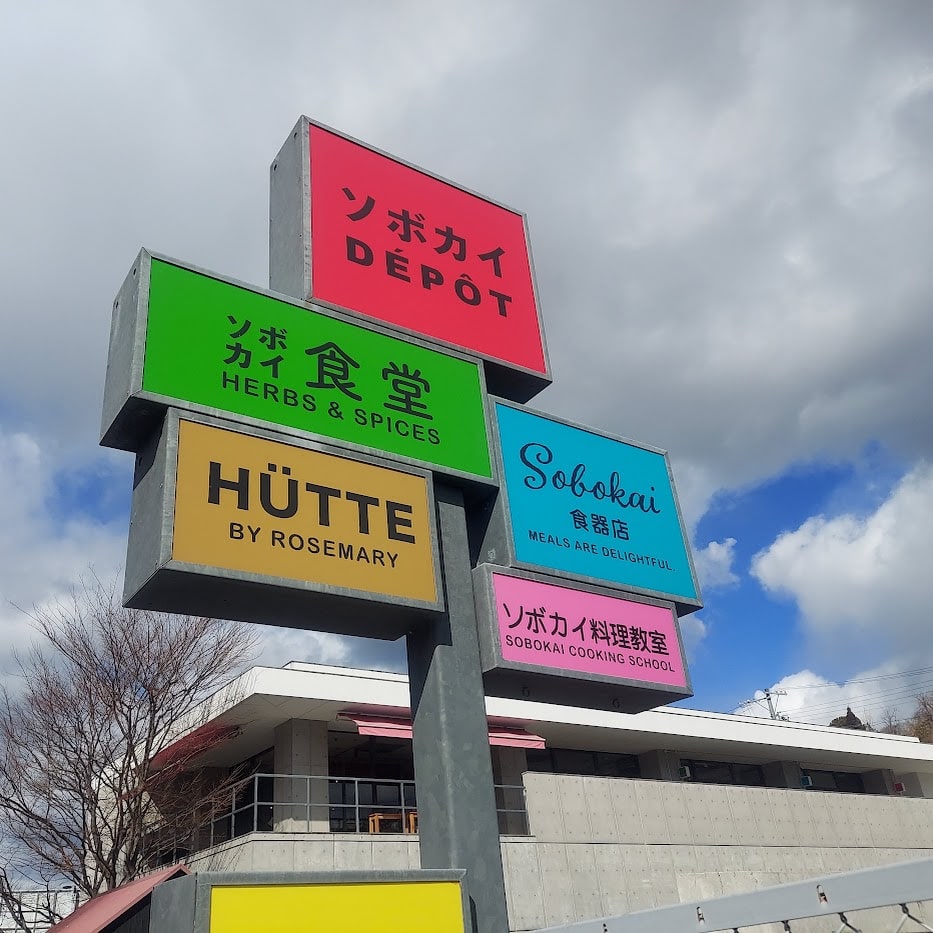 ソボカイ
DÉPÔT
ソボ
カイ 食堂
HERBS & SPICES
HÜTTE
BY ROSEMARY
Sobokai
食器店
MEALS ARE DELIGHTFUL.
ソボカイ料理教室
SOBOKAI COOKING SCHOOL